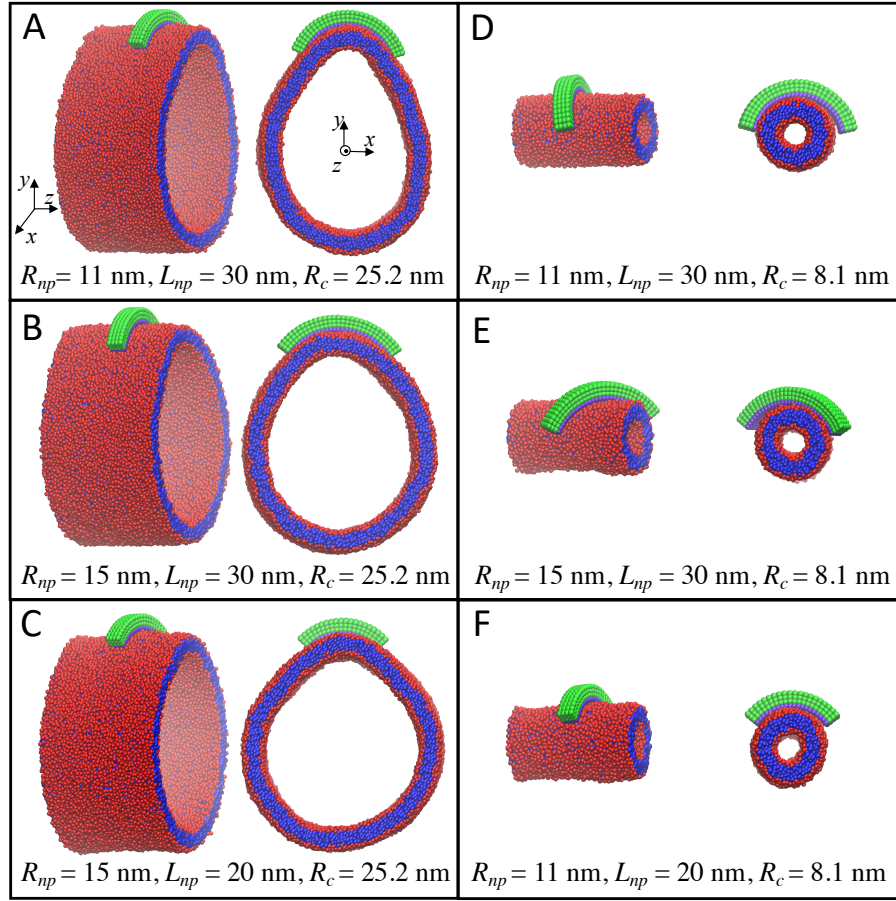 A
y
x
z
y
z
x
R_np = 11 nm, L_np = 30 nm, R_c = 25.2 nm
B
R_np = 15 nm, L_np = 30 nm, R_c = 25.2 nm
C
R_np = 15 nm, L_np = 20 nm, R_c = 25.2 nm
D
R_np = 11 nm, L_np = 30 nm, R_c = 8.1 nm
E
R_np = 15 nm, L_np = 30 nm, R_c = 8.1 nm
F
R_np = 11 nm, L_np = 20 nm, R_c = 8.1 nm